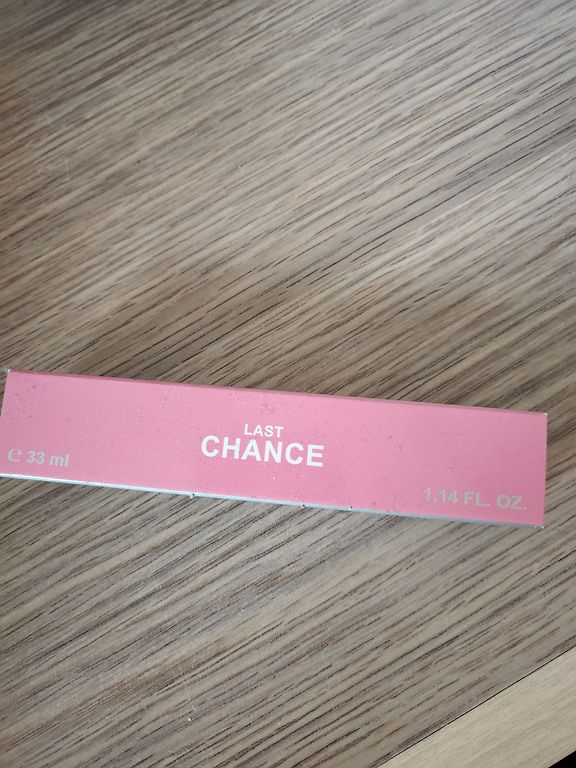 LAST
CHANCE
℮ 33 ml
1.14 FL. OZ.